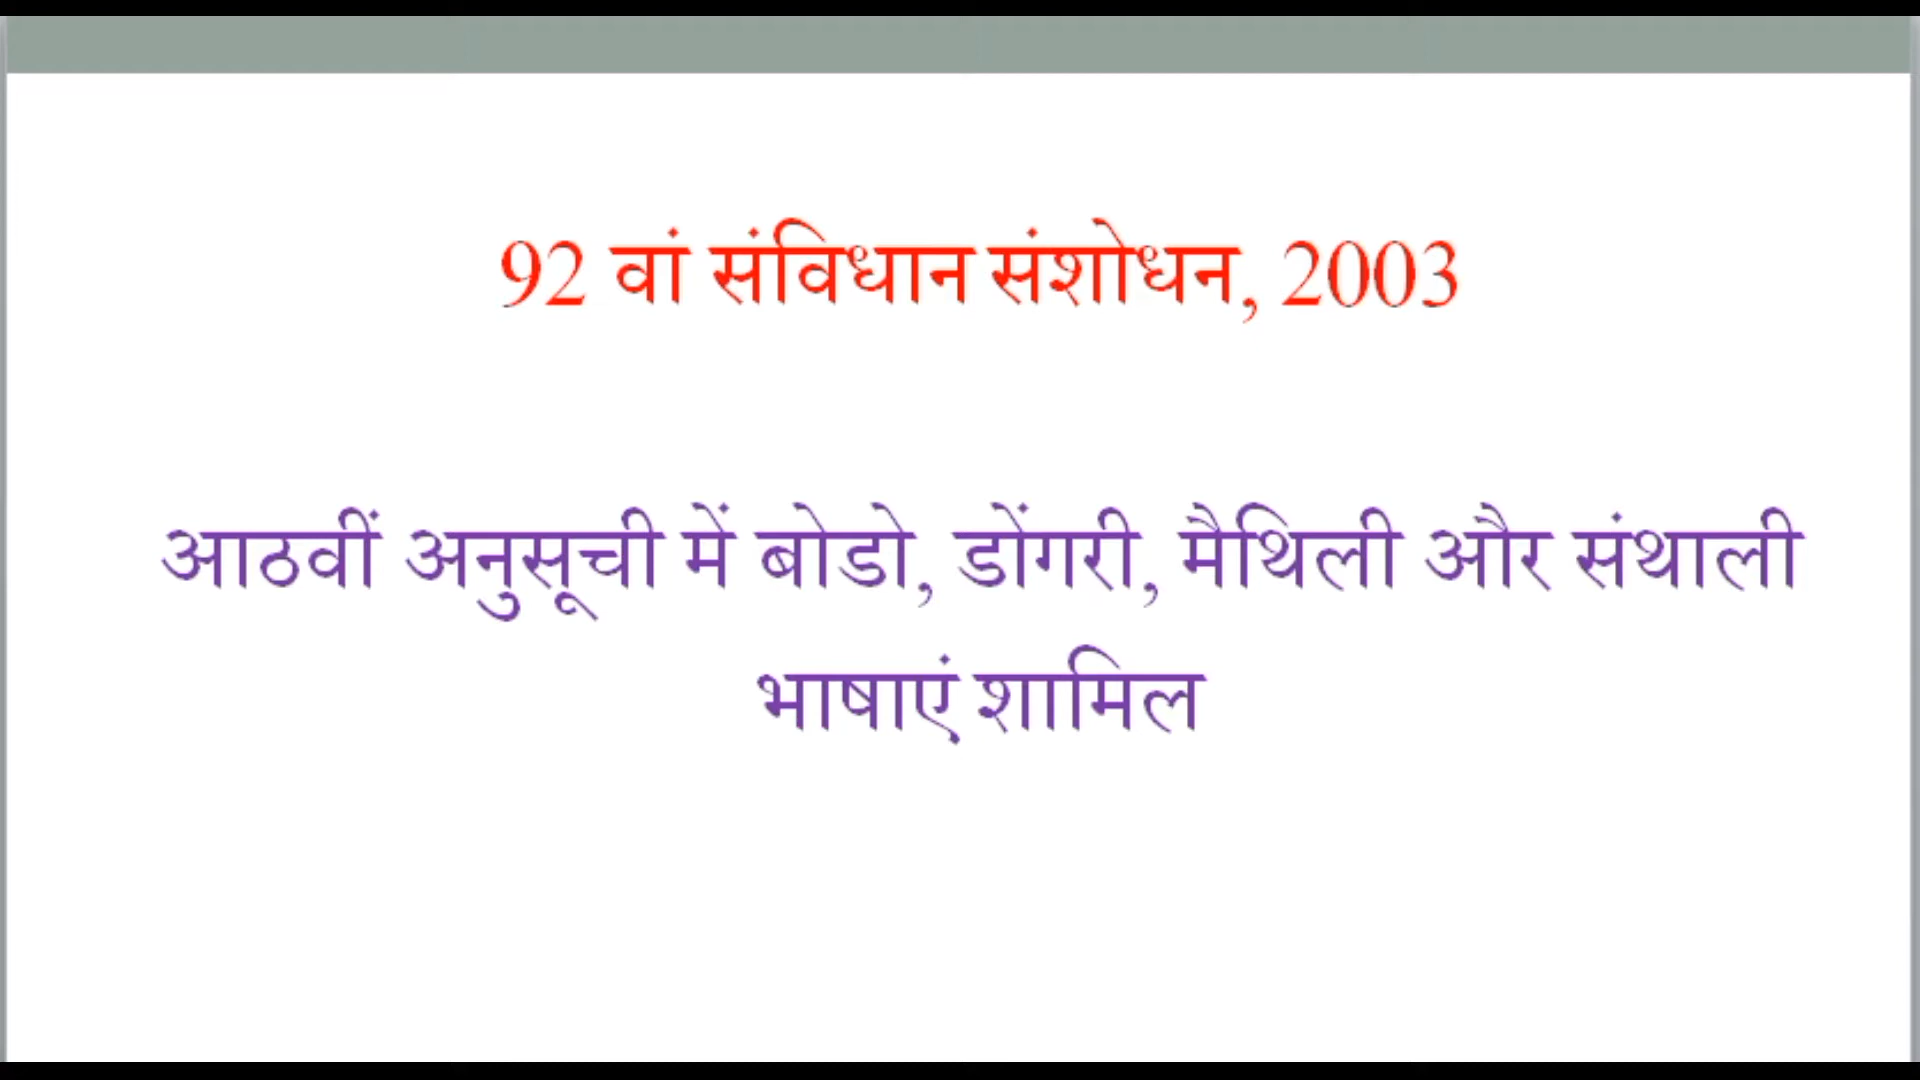 92 वां संविधान संशोधन, 2003
आठवीं अनुसूची में बोडो, डोंगरी, मैथिली और संथाली
भाषाएं शामिल